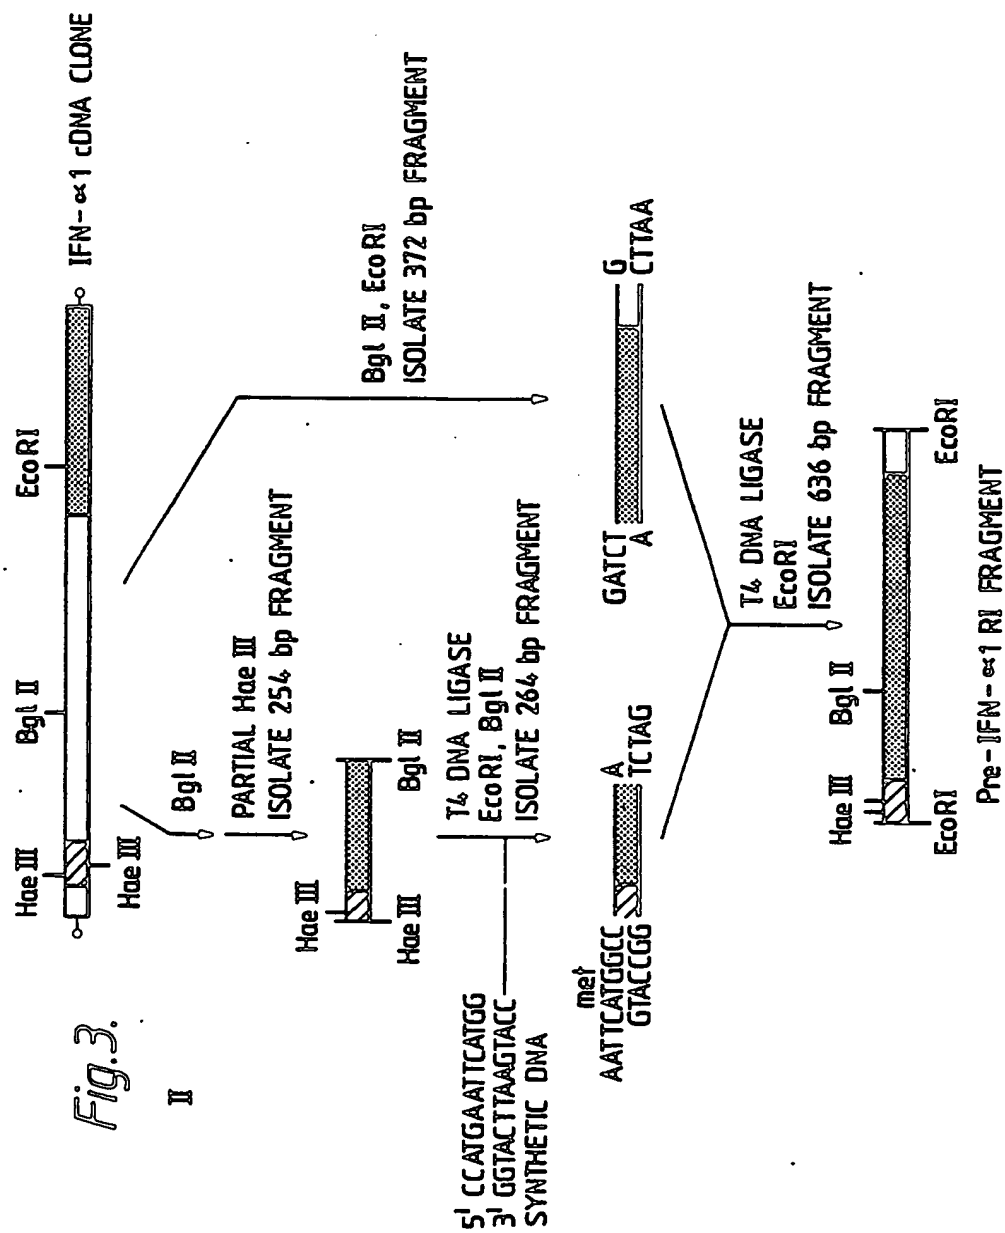 Fig.3.
II
Hae III
Bgl II
EcoRI
IFN-α1 cDNA CLONE
Hae III
Bgl II
PARTIAL Hae III
ISOLATE 254 bp FRAGMENT
Bgl II, EcoRI
ISOLATE 372 bp FRAGMENT
Hae III
Hae III
Bgl II
5' CCATGAATTCATGG
3' GGTACTTAAGTACC
SYNTHETIC DNA
T4 DNA LIGASE
EcoRI, Bgl II
ISOLATE 264 bp FRAGMENT
met
AATTCATGGCC
GTACCGG
A
TCTAG
GATCT
A
G
CTTAA
T4 DNA LIGASE
EcoRI
ISOLATE 636 bp FRAGMENT
Hae III
Bgl II
EcoRI
EcoRI
Pre-IFN-α1 RI FRAGMENT